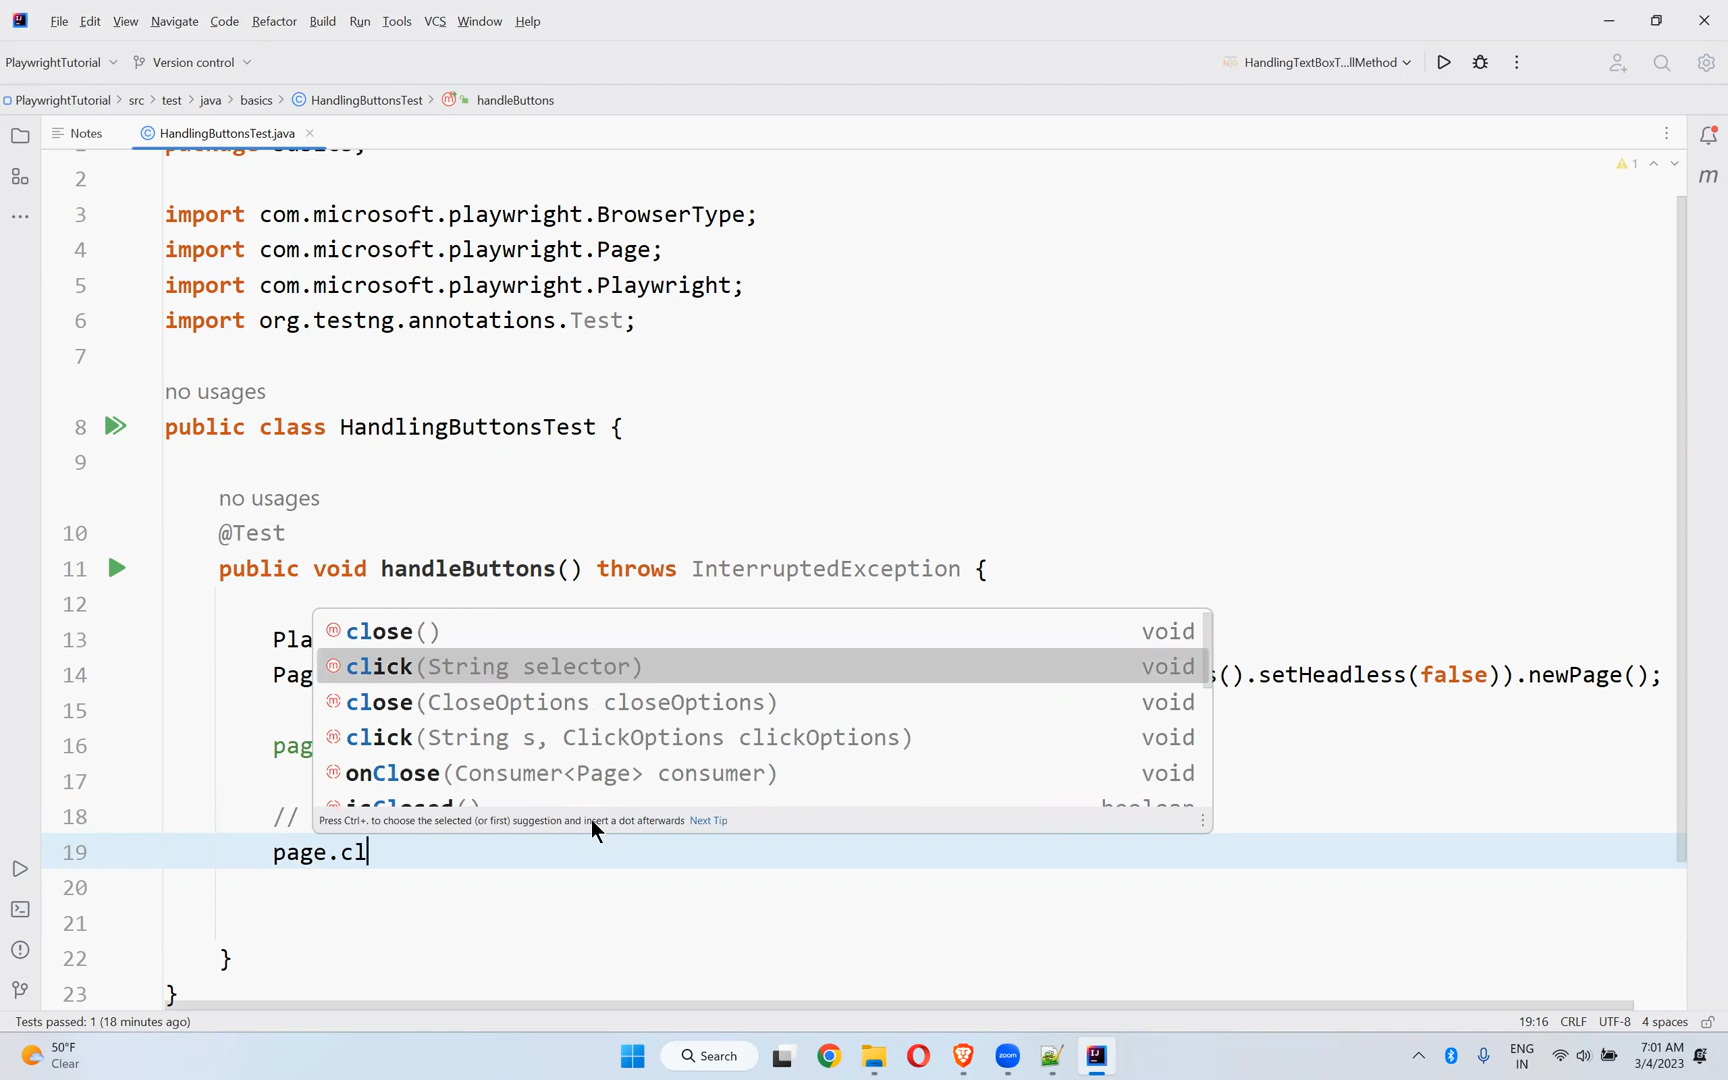 File Edit View Navigate Code Refactor Build Run Tools VCS Window Help
PlaywrightTutorial Version control HandlingTextBoxT...llMethod
PlaywrightTutorial > src > test > java > basics > HandlingButtonsTest > handleButtons
Notes HandlingButtonsTest.java
1
2
3 import com.microsoft.playwright.BrowserType;
4 import com.microsoft.playwright.Page;
5 import com.microsoft.playwright.Playwright;
6 import org.testng.annotations.Test;
7
no usages
8 public class HandlingButtonsTest {
9
no usages
10 @Test
11 public void handleButtons() throws InterruptedException {
12
close() void
13 Pla
click(String selector) void
14 Pag s().setHeadless(false)).newPage();
close(CloseOptions closeOptions) void
15
click(String s, ClickOptions clickOptions) void
16 pag
onClose(Consumer<Page> consumer) void
17
isClosed() boolean
18 //
Press Ctrl+. to choose the selected (or first) suggestion and insert a dot afterwards Next Tip
19 page.cl
20
21
22 }
23 }
Tests passed: 1 (18 minutes ago) 19:16 CRLF UTF-8 4 spaces
50°F
Clear
Search
zoom
ENG
IN
7:01 AM
3/4/2023